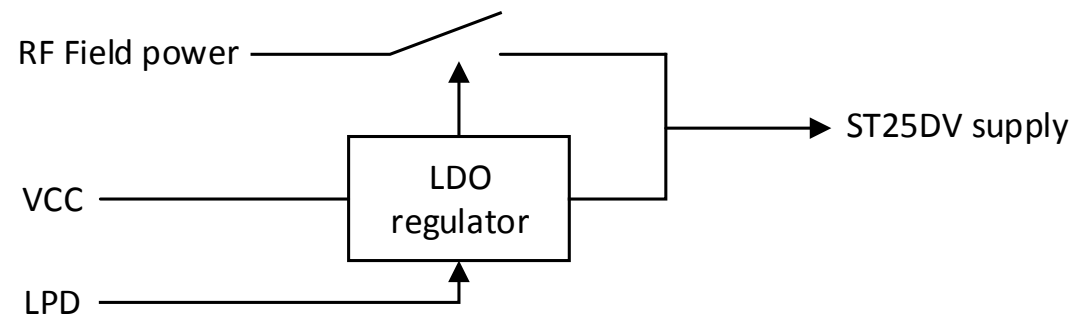 RF Field power
ST25DV supply
LDO
regulator
VCC
LPD